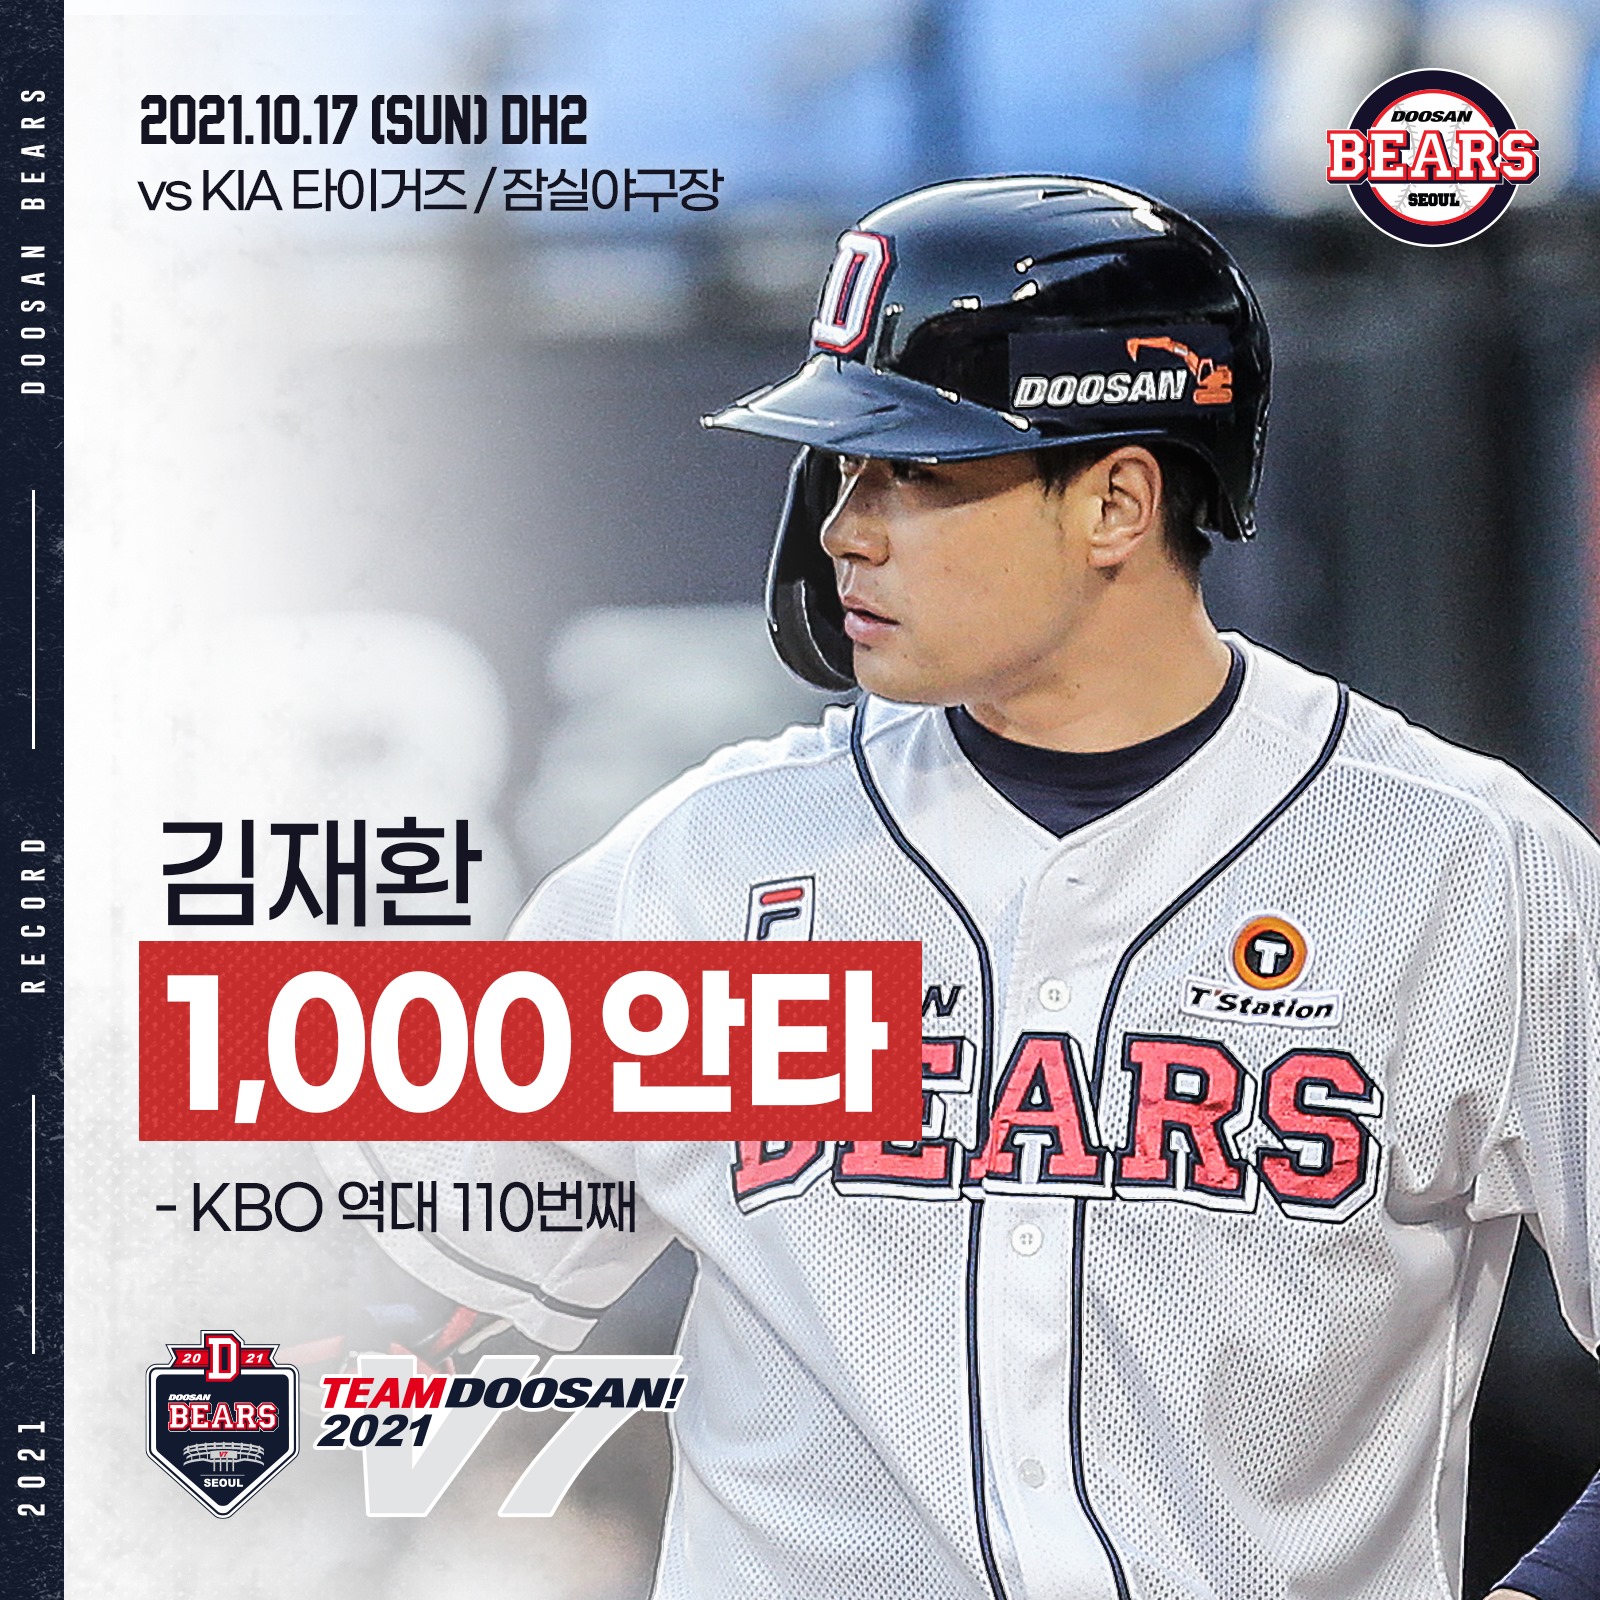 2021.10.17 (SUN) DH2
vs KIA 타이거즈 / 잠실야구장
DOOSAN
BEARS
SEOUL
DOOSAN BEARS
RECORD
2021
D
DOOSAN
김재환
1,000 안타
- KBO 역대 110번째
F
T
T'Station
BEARS
20 D 21
DOOSAN
BEARS
V7
SEOUL
TEAMDOOSAN!
2021
V7